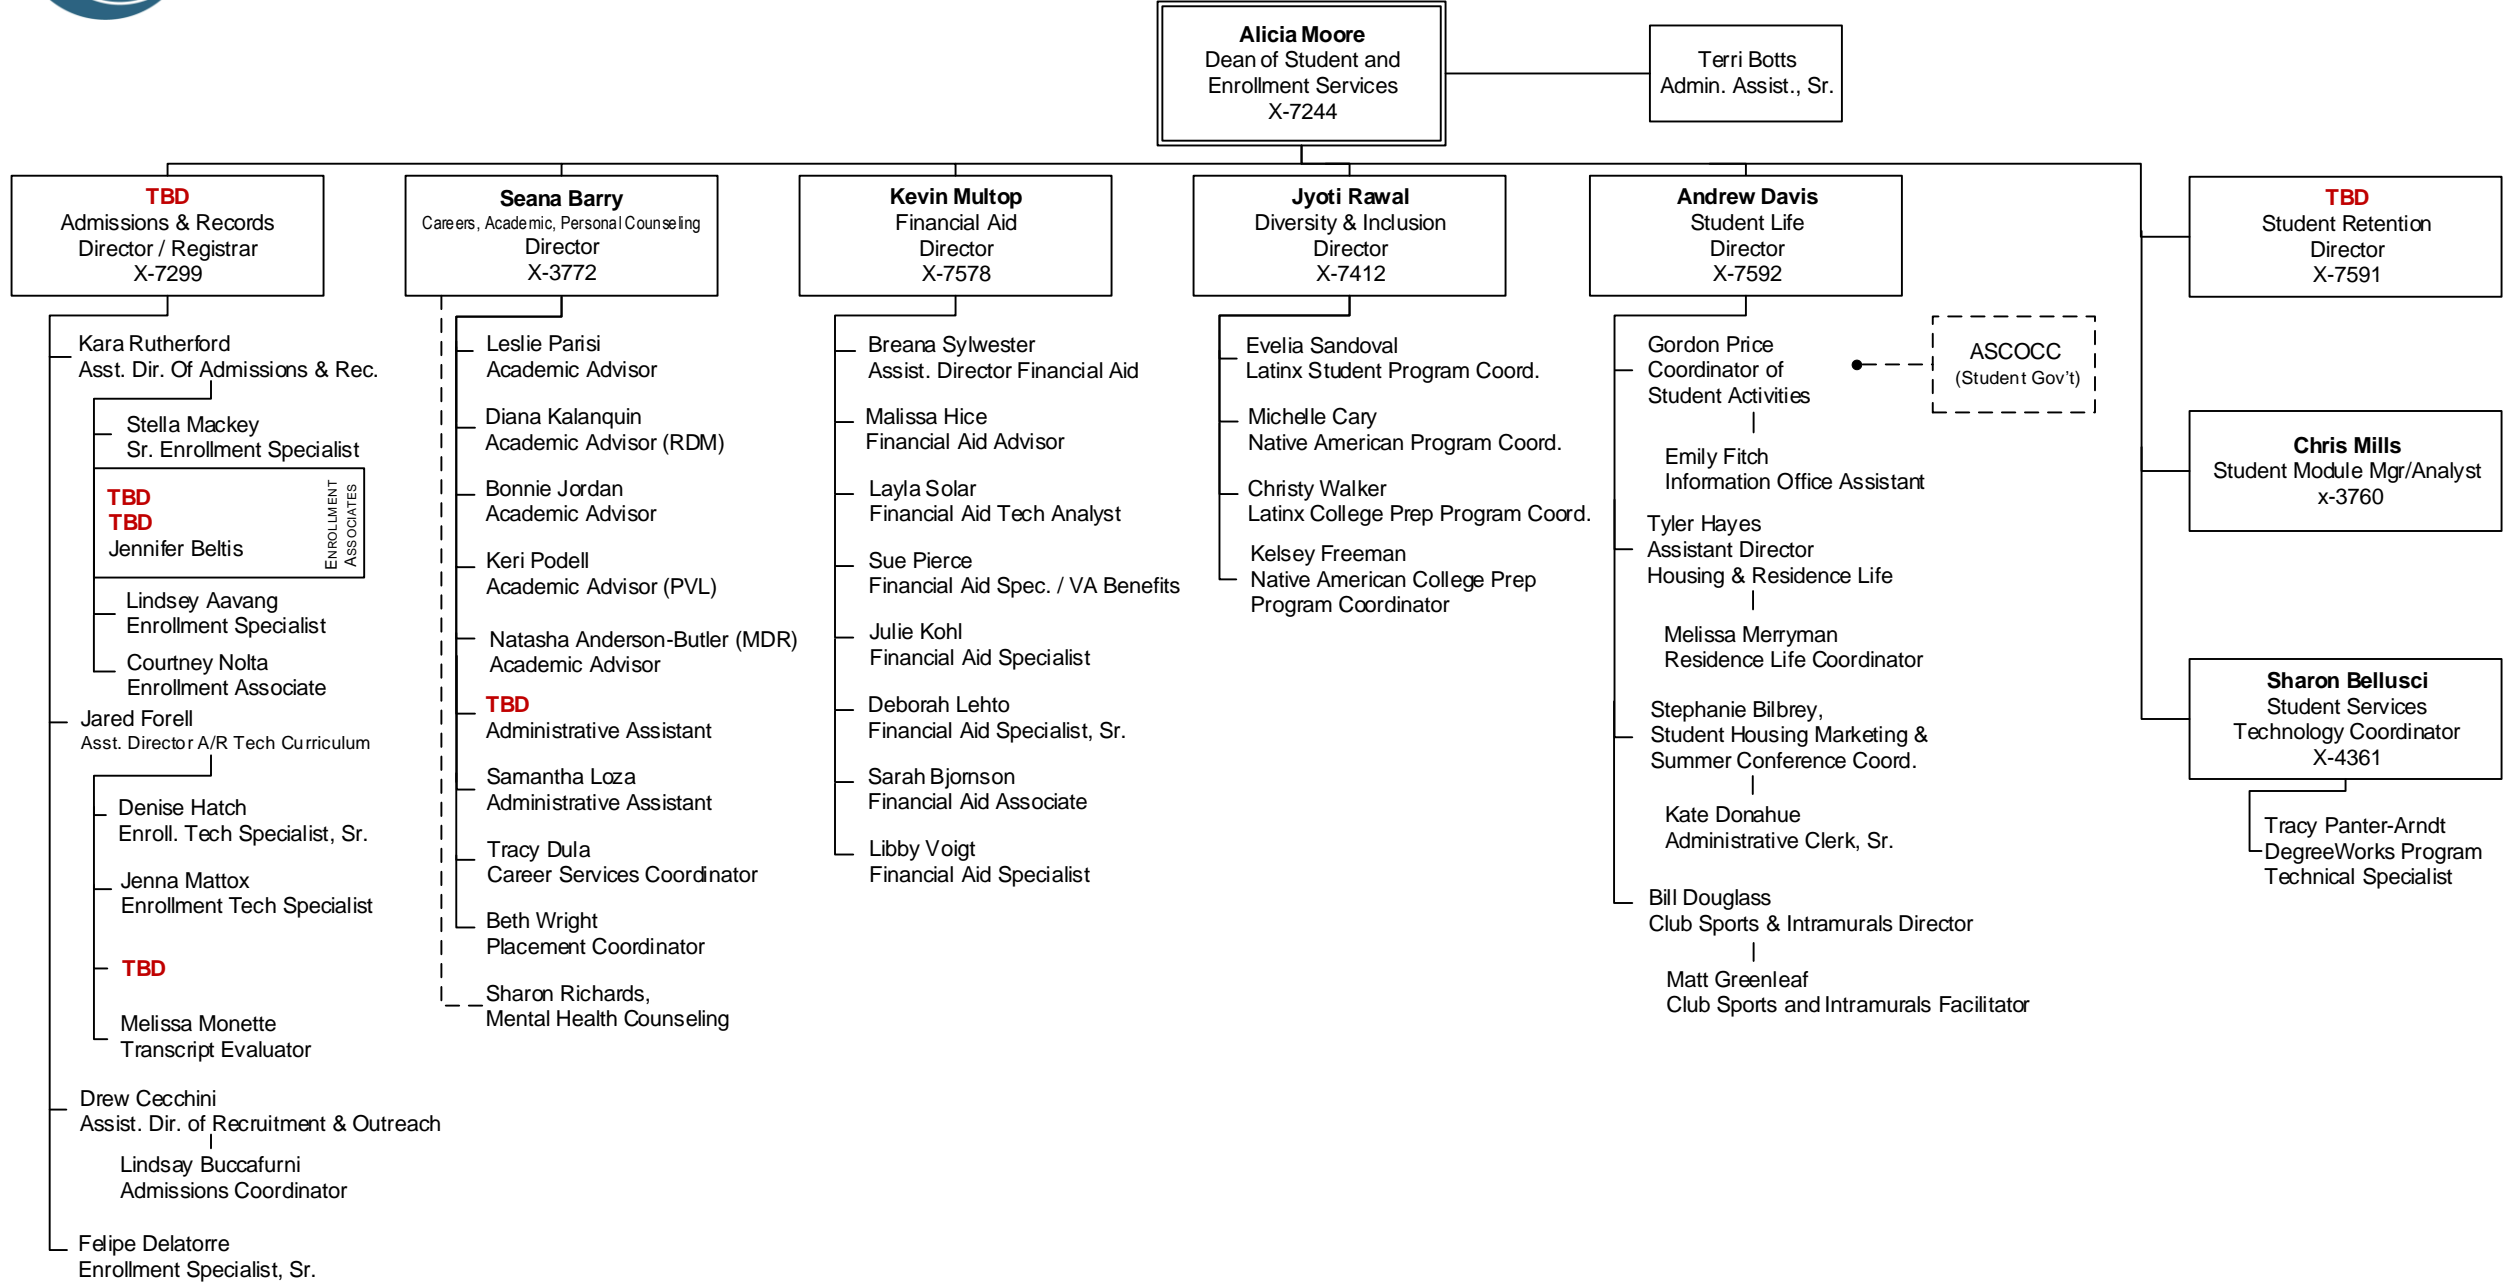 Alicia Moore
Dean of Student and
Enrollment Services
X-7244
Terri Botts
Admin. Assist., Sr.
TBD
Admissions & Records
Director / Registrar
X-7299
Kara Rutherford
Asst. Dir. Of Admissions & Rec.
Stella Mackey
Sr. Enrollment Specialist
TBD
TBD
Jennifer Beltis
ENROLLMENT
ASSOCIATES
Lindsey Aavang
Enrollment Specialist
Courtney Nolta
Enrollment Associate
Jared Forell
Asst. Director A/R Tech Curriculum
Denise Hatch
Enroll. Tech Specialist, Sr.
Jenna Mattox
Enrollment Tech Specialist
TBD
Melissa Monette
Transcript Evaluator
Drew Cecchini
Assist. Dir. of Recruitment & Outreach
Lindsay Buccafurni
Admissions Coordinator
Felipe Delatorre
Enrollment Specialist, Sr.
Seana Barry
Careers, Academic, Personal Counseling
Director
X-3772
Leslie Parisi
Academic Advisor
Diana Kalanquin
Academic Advisor (RDM)
Bonnie Jordan
Academic Advisor
Keri Podell
Academic Advisor (PVL)
Natasha Anderson-Butler (MDR)
Academic Advisor
TBD
Administrative Assistant
Samantha Loza
Administrative Assistant
Tracy Dula
Career Services Coordinator
Beth Wright
Placement Coordinator
Sharon Richards,
Mental Health Counseling
Kevin Multop
Financial Aid
Director
X-7578
Breana Sylwester
Assist. Director Financial Aid
Malissa Hice
Financial Aid Advisor
Layla Solar
Financial Aid Tech Analyst
Sue Pierce
Financial Aid Spec. / VA Benefits
Julie Kohl
Financial Aid Specialist
Deborah Lehto
Financial Aid Specialist, Sr.
Sarah Bjornson
Financial Aid Associate
Libby Voigt
Financial Aid Specialist
Jyoti Rawal
Diversity & Inclusion
Director
X-7412
Evelia Sandoval
Latinx Student Program Coord.
Michelle Cary
Native American Program Coord.
Christy Walker
Latinx College Prep Program Coord.
Kelsey Freeman
Native American College Prep
Program Coordinator
Andrew Davis
Student Life
Director
X-7592
Gordon Price
Coordinator of
Student Activities
ASCOCC
(Student Gov't)
Emily Fitch
Information Office Assistant
Tyler Hayes
Assistant Director
Housing & Residence Life
Melissa Merryman
Residence Life Coordinator
Stephanie Bilbrey,
Student Housing Marketing &
Summer Conference Coord.
Kate Donahue
Administrative Clerk, Sr.
Bill Douglass
Club Sports & Intramurals Director
Matt Greenleaf
Club Sports and Intramurals Facilitator
TBD
Student Retention
Director
X-7591
Chris Mills
Student Module Mgr/Analyst
x-3760
Sharon Bellusci
Student Services
Technology Coordinator
X-4361
Tracy Panter-Arndt
DegreeWorks Program
Technical Specialist